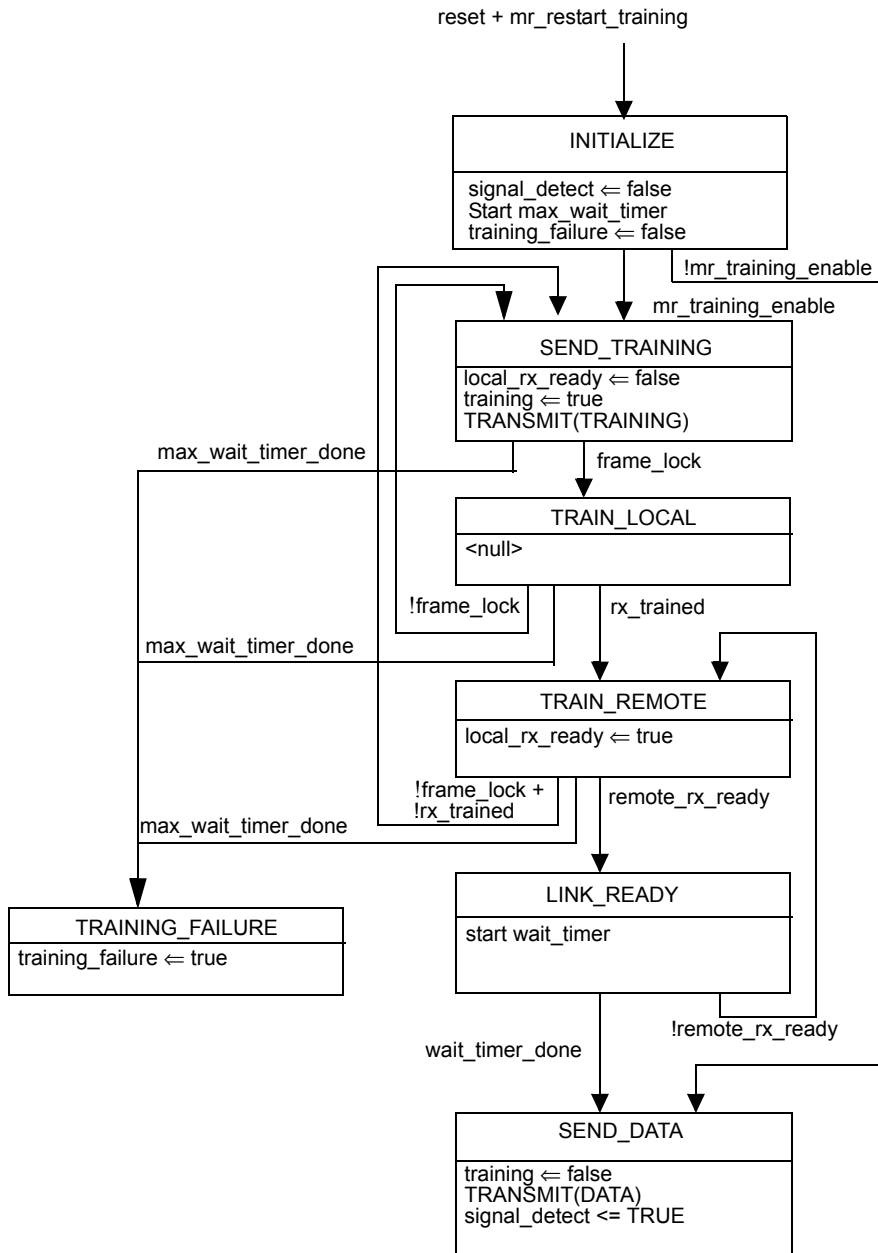 reset + mr_restart_training
INITIALIZE
signal_detect ⇐ false
Start max_wait_timer
training_failure ⇐ false
!mr_training_enable
mr_training_enable
SEND_TRAINING
local_rx_ready ⇐ false
training ⇐ true
TRANSMIT(TRAINING)
max_wait_timer_done
frame_lock
TRAIN_LOCAL
<null>
!frame_lock
rx_trained
max_wait_timer_done
TRAIN_REMOTE
local_rx_ready ⇐ true
!frame_lock +
!rx_trained
remote_rx_ready
max_wait_timer_done
LINK_READY
start wait_timer
TRAINING_FAILURE
training_failure ⇐ true
!remote_rx_ready
wait_timer_done
SEND_DATA
training ⇐ false
TRANSMIT(DATA)
signal_detect <= TRUE